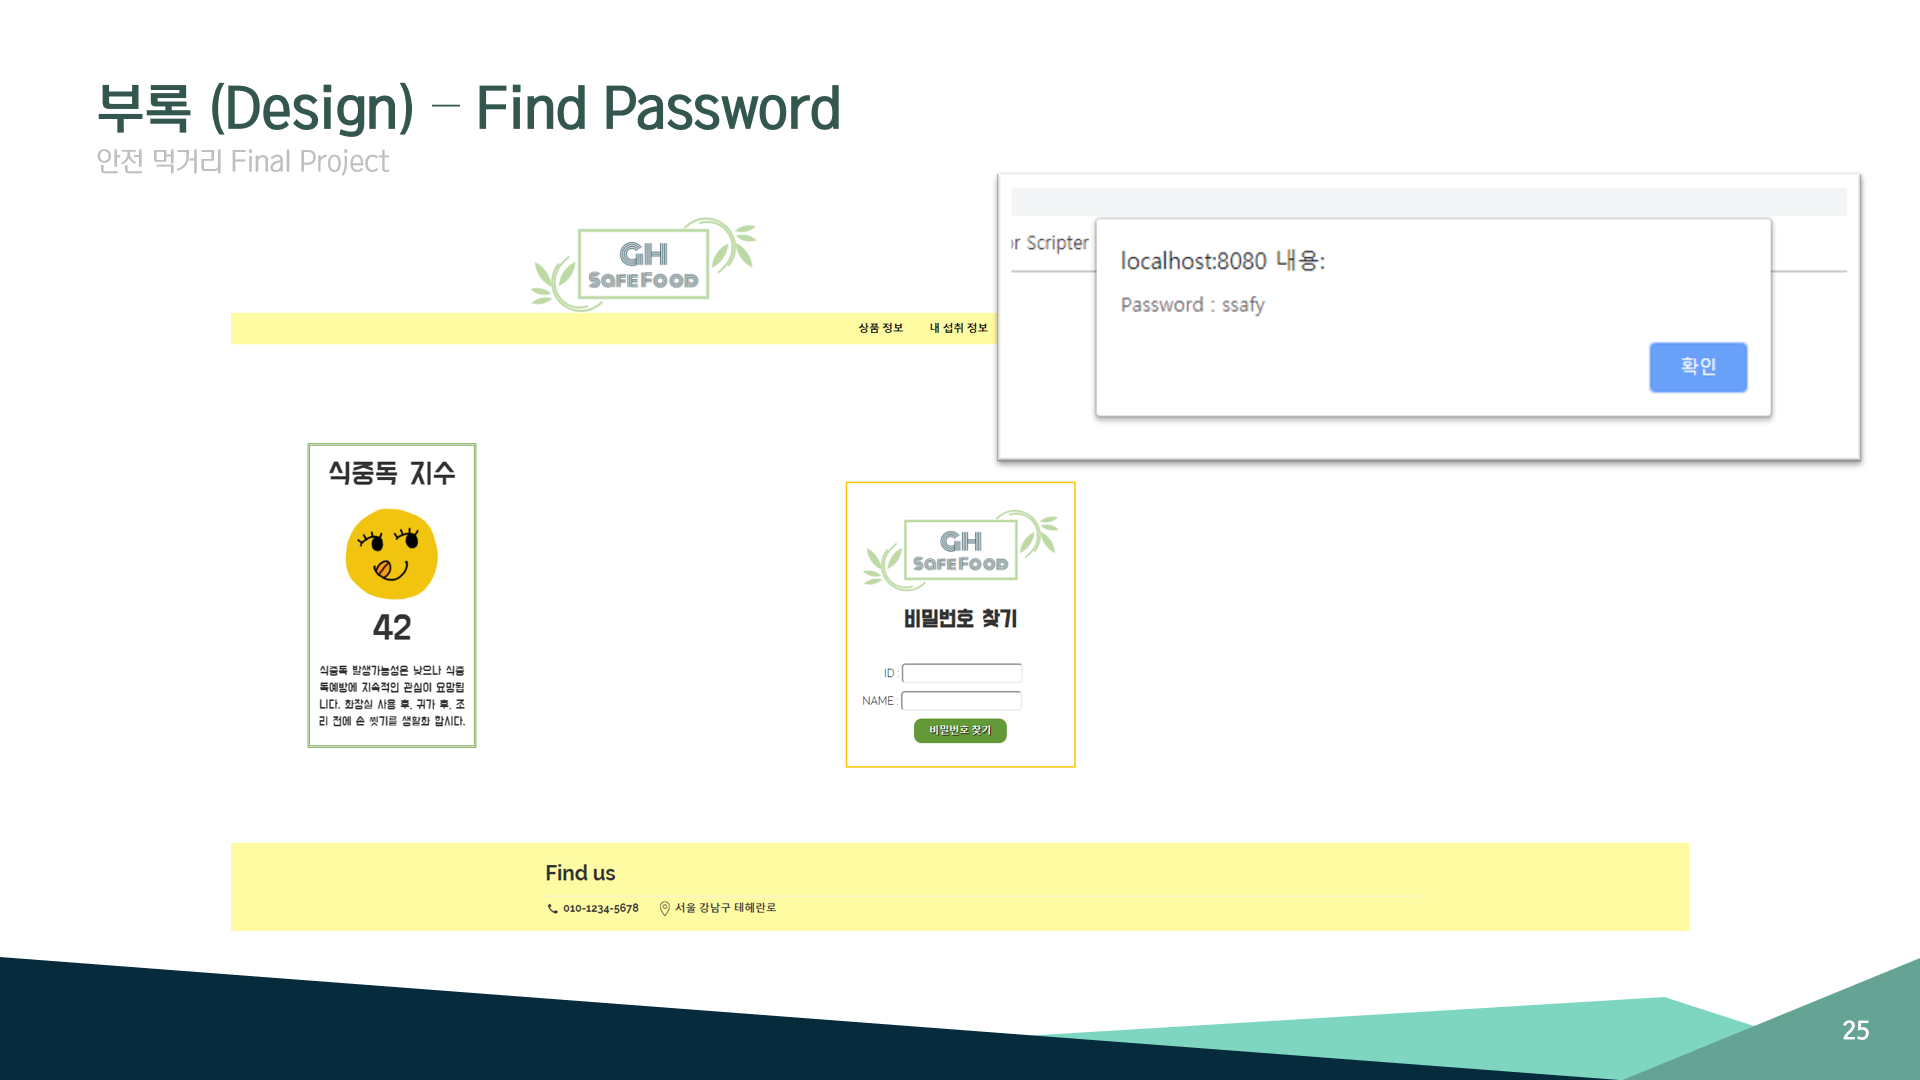 부록 (Design) – Find Password
안전 먹거리 Final Project
GH
SAFE FOOD
상품 정보 내 섭취 정보
or Scripter
localhost:8080 내용:
Password : ssafy
확인
식중독 지수
42
식중독 발생가능성은 낮으나 식중
독예방에 지속적인 관심이 요망됩
니다. 화장실 사용 후, 귀가 후, 조
리 전에 손 씻기를 생활화 합시다.
GH
SAFE FOOD
비밀번호 찾기
ID :
NAME :
비밀번호 찾기
Find us
010-1234-5678 서울 강남구 테헤란로
25